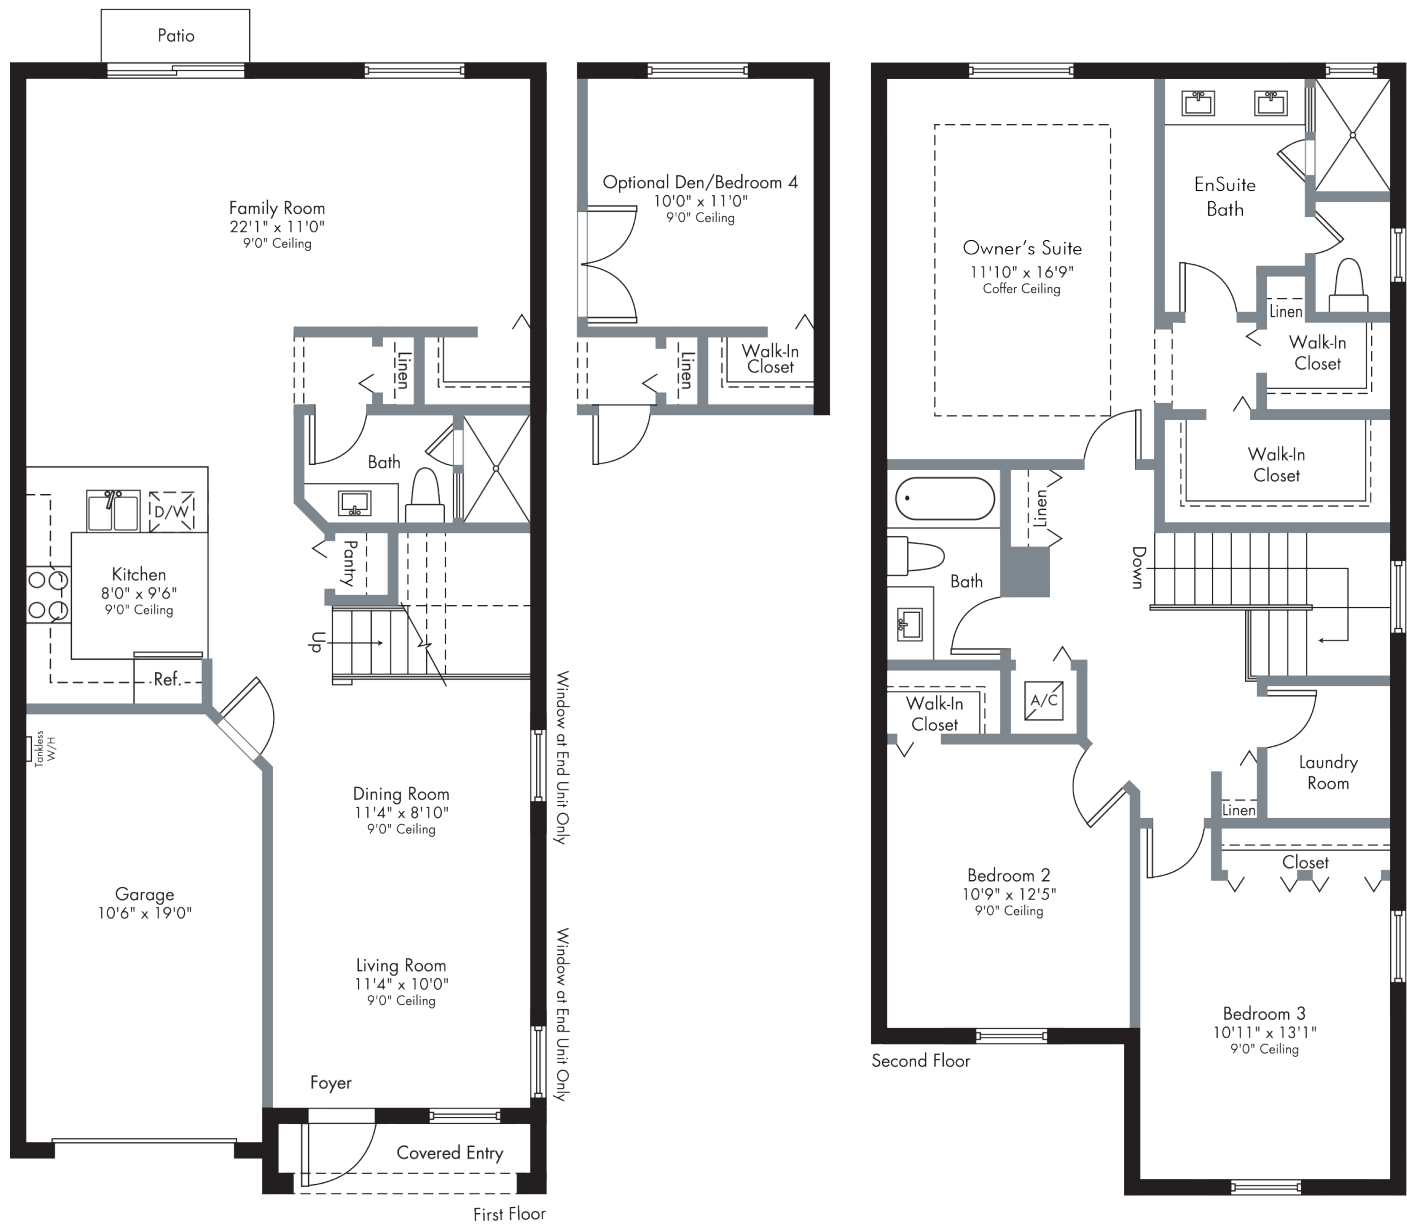 Patio
Family Room
22'1" x 11'0"
9'0" Ceiling
Linen
Bath
D/W
Pantry
Kitchen
8'0" x 9'6"
9'0" Ceiling
Up
Ref.
Tankless
W/H
Dining Room
11'4" x 8'10"
9'0" Ceiling
Window at End Unit Only
Garage
10'6" x 19'0"
Living Room
11'4" x 10'0"
9'0" Ceiling
Window at End Unit Only
Foyer
Covered Entry
First Floor
Optional Den/Bedroom 4
10'0" x 11'0"
9'0" Ceiling
Linen
Walk-In
Closet
Owner's Suite
11'10" x 16'9"
Coffer Ceiling
EnSuite
Bath
Linen
Walk-In
Closet
Walk-In
Closet
Linen
Bath
Down
A/C
Walk-In
Closet
Laundry
Room
Linen
Closet
Bedroom 2
10'9" x 12'5"
9'0" Ceiling
Bedroom 3
10'11" x 13'1"
9'0" Ceiling
Second Floor